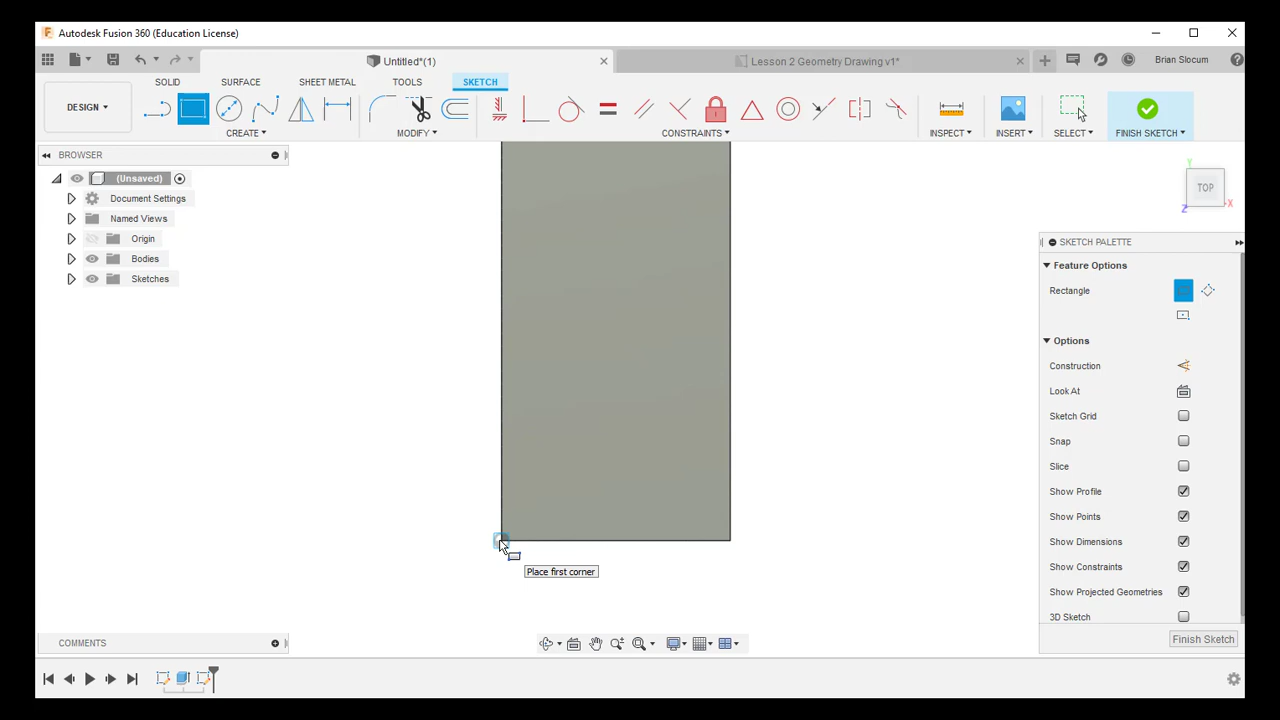 Autodesk Fusion 360 (Education License)
Untitled*(1)
Lesson 2 Geometry Drawing v1*
Brian Slocum
SOLID
SURFACE
SHEET METAL
TOOLS
SKETCH
DESIGN
CREATE
MODIFY
CONSTRAINTS
INSPECT
INSERT
SELECT
FINISH SKETCH
BROWSER
(Unsaved)
Document Settings
Named Views
Origin
Bodies
Sketches
Y
TOP
Z
X
SKETCH PALETTE
Feature Options
Rectangle
Options
Construction
Look At
Sketch Grid
Snap
Slice
Show Profile
Show Points
Show Dimensions
Show Constraints
Show Projected Geometries
3D Sketch
Finish Sketch
Place first corner
COMMENTS